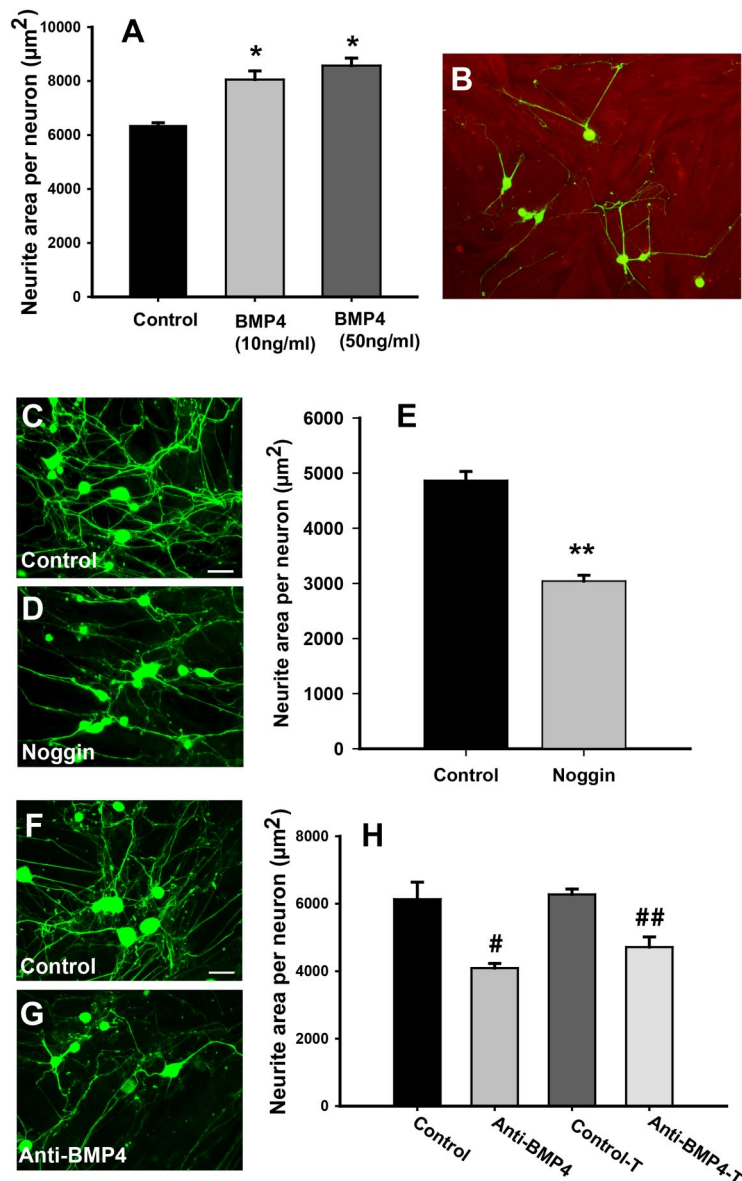 A
Neurite area per neuron (µm²)
10000
8000
6000
4000
2000
0
*
*
Control
BMP4
(10ng/ml)
BMP4
(50ng/ml)
B
C
Control
D
Noggin
E
Neurite area per neuron (µm²)
6000
5000
4000
3000
2000
1000
0
**
Control
Noggin
F
Control
G
Anti-BMP4
H
Neurite area per neuron (µm²)
8000
6000
4000
2000
0
#
##
Control
Anti-BMP4
Control-T
Anti-BMP4-T